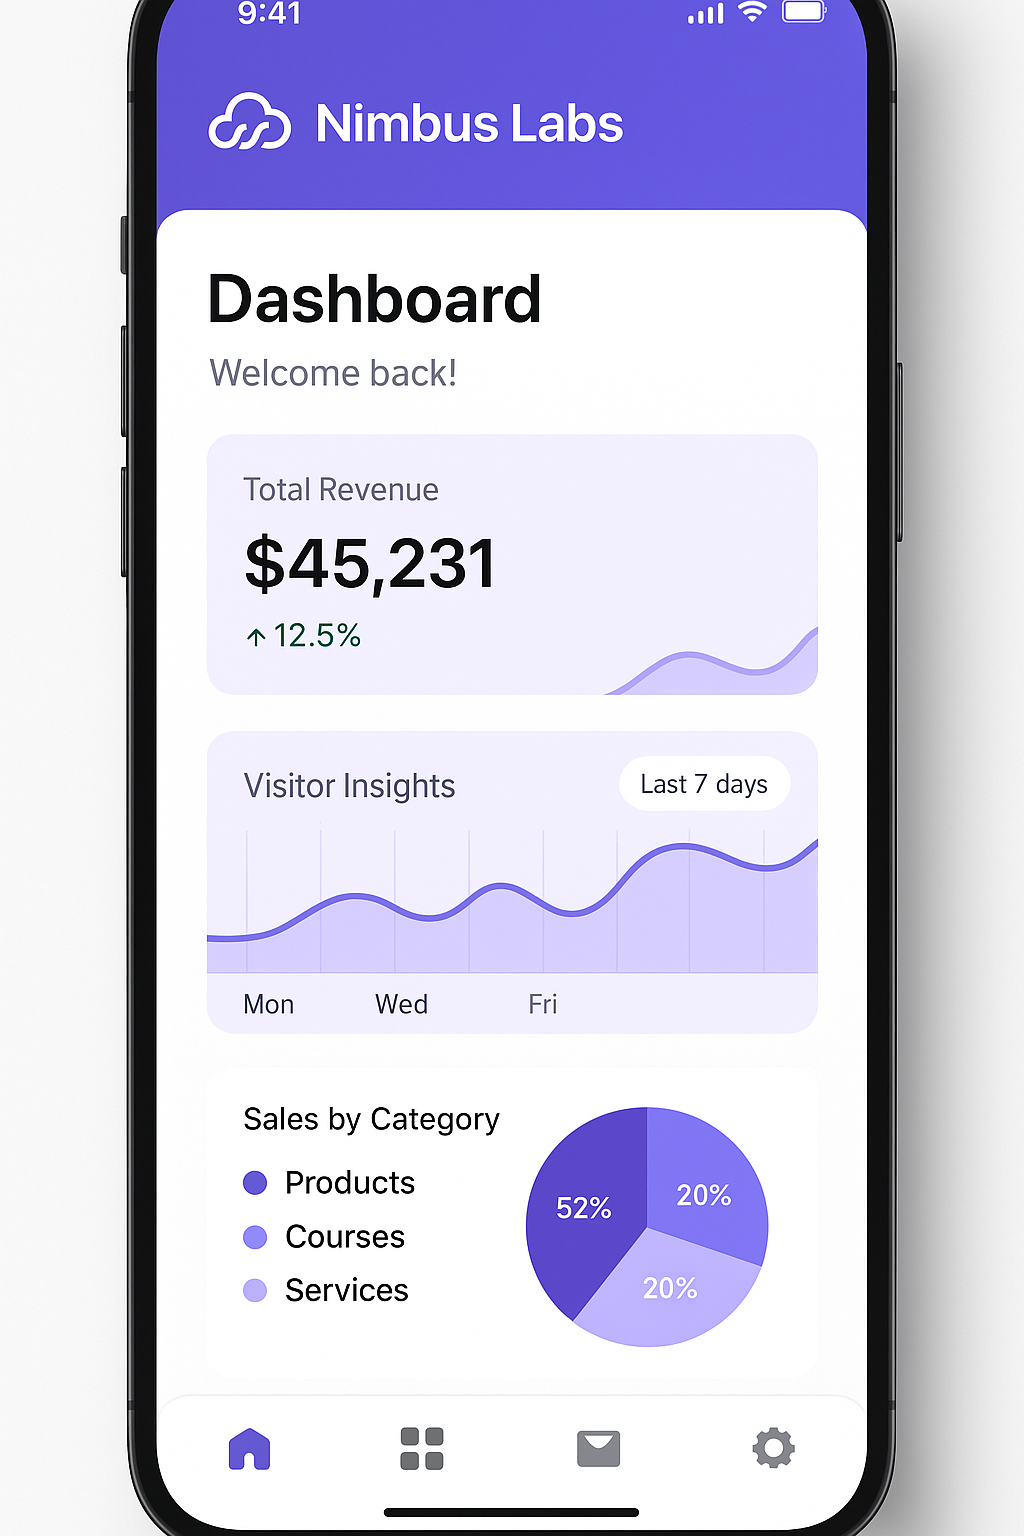 9:41
Nimbus Labs
Dashboard
Welcome back!
Total Revenue
$45,231
↑ 12.5%
Visitor Insights
Last 7 days
Mon Wed Fri
Sales by Category
Products
Courses
Services
52%
20%
20%